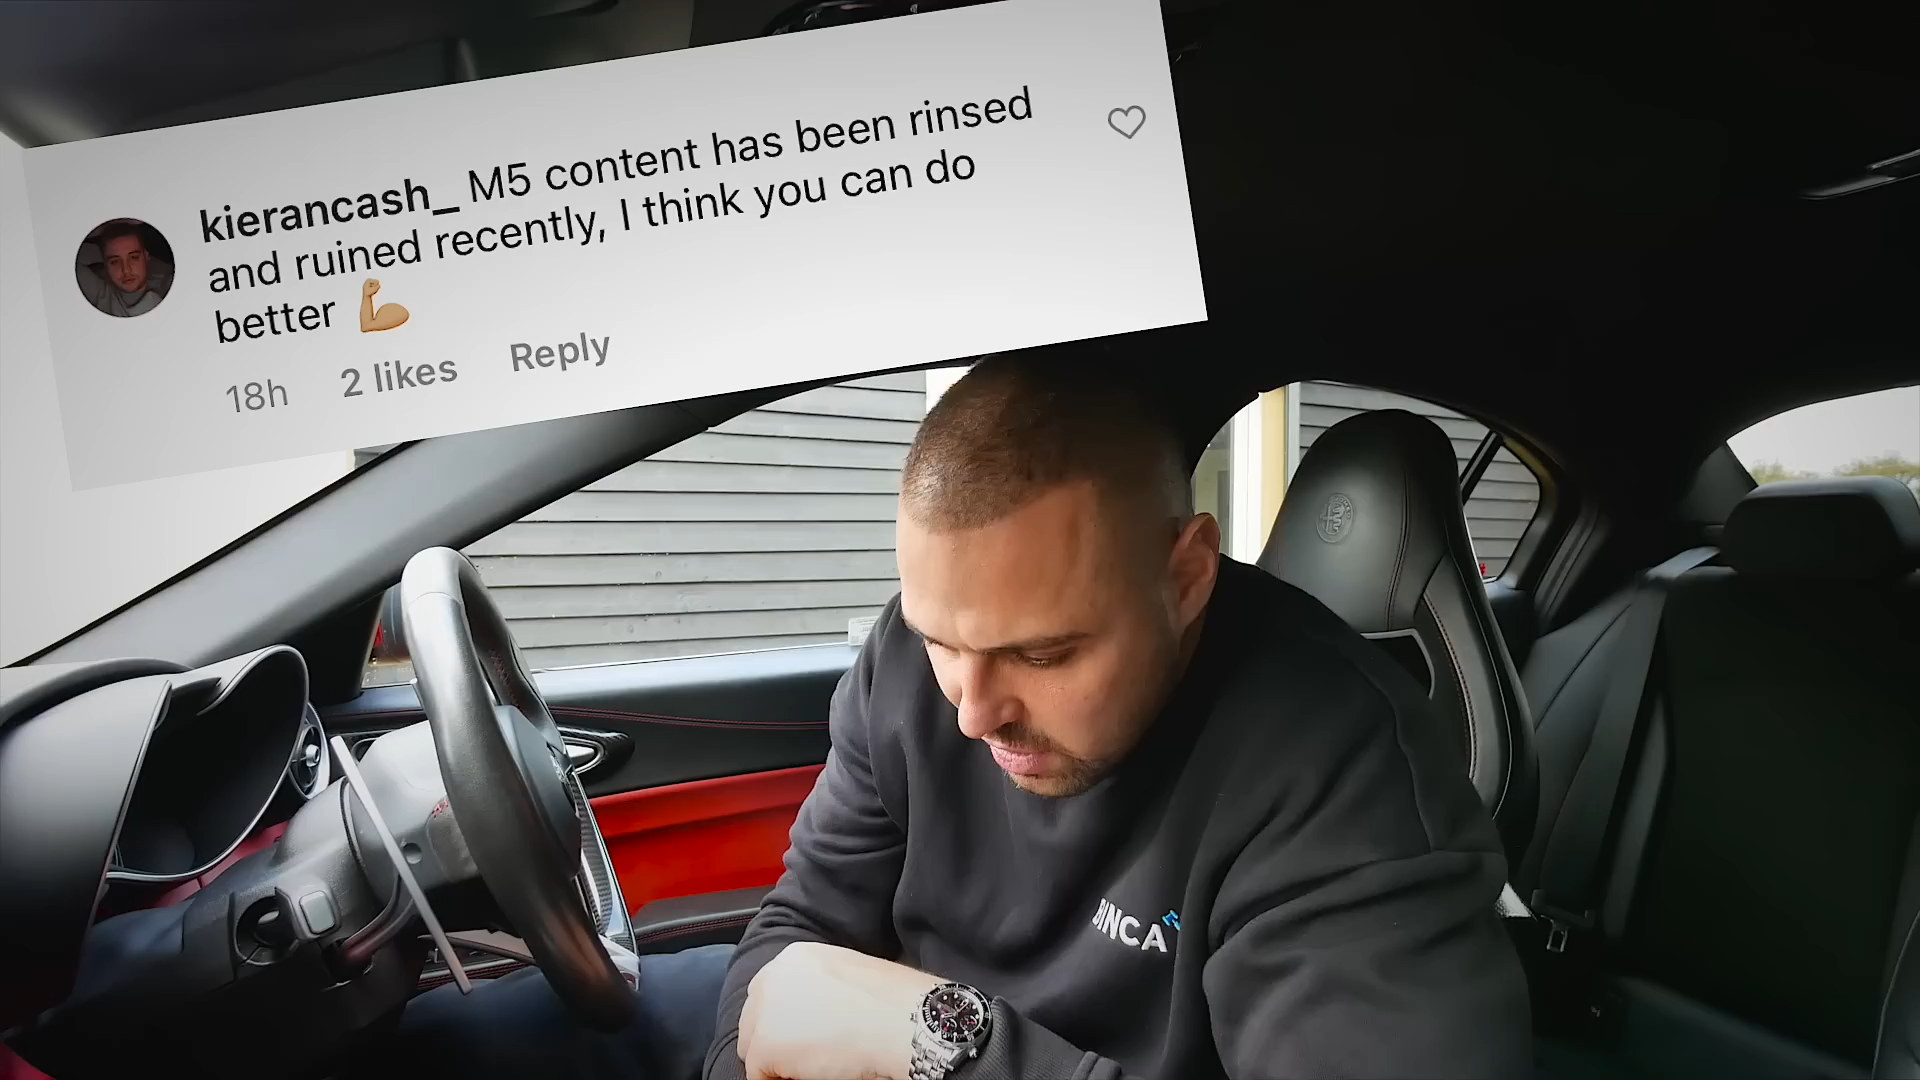 kierancash_ M5 content has been rinsed
and ruined recently, I think you can do
better 💪🏼
18h 2 likes Reply
BINCA